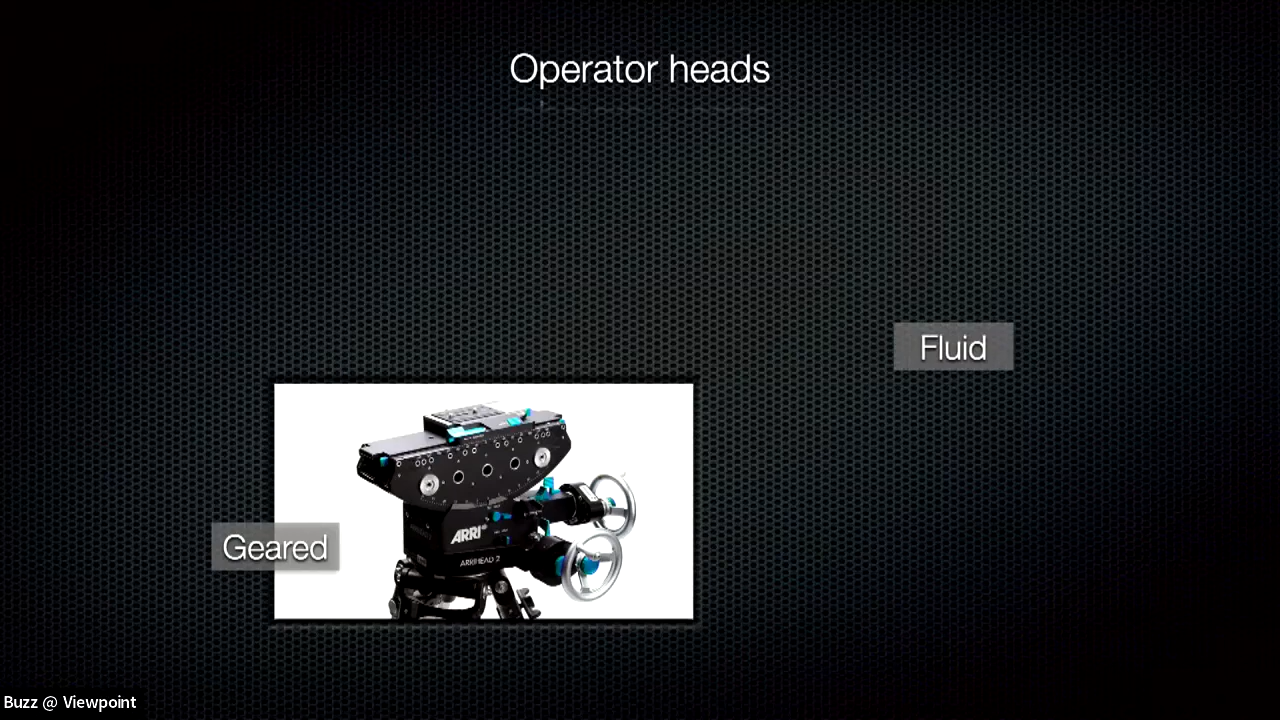 Operator heads
Fluid
ARRI
ARRIHEAD 2
Geared
Buzz @ Viewpoint